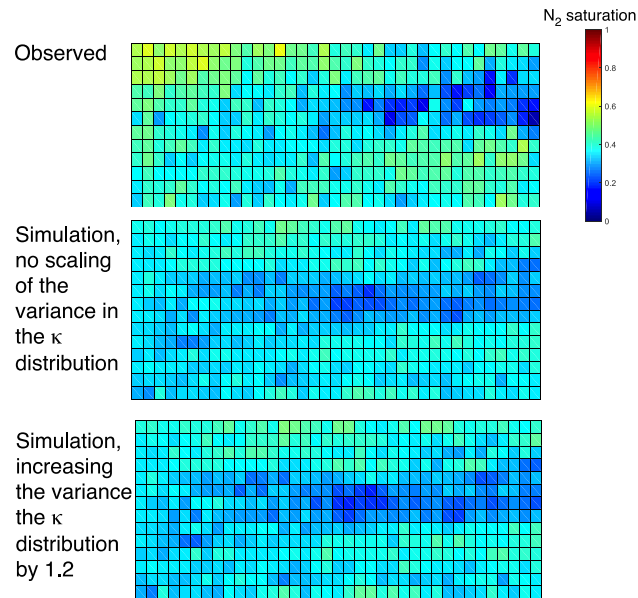 N2 saturation
Observed
1
0.8
0.6
0.4
0.2
0
Simulation,
no scaling
of the
variance in
the κ
distribution
Simulation,
increasing
the variance
the κ
distribution
by 1.2